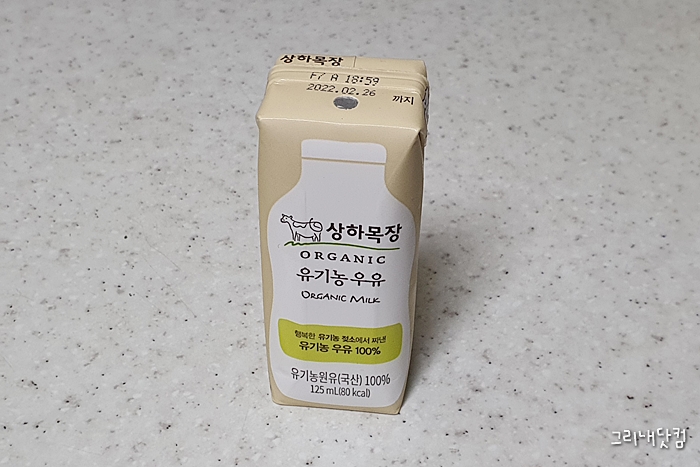 상하목장
F7 A 18:59
2022.02.26
까지
상하목장
ORGANIC
유기농우유
ORGANIC MILK
행복한 유기농 젖소에서 짜낸
유기농 우유 100%
유기농원유(국산) 100%
125 mL(80 kcal)
그리내닷컴